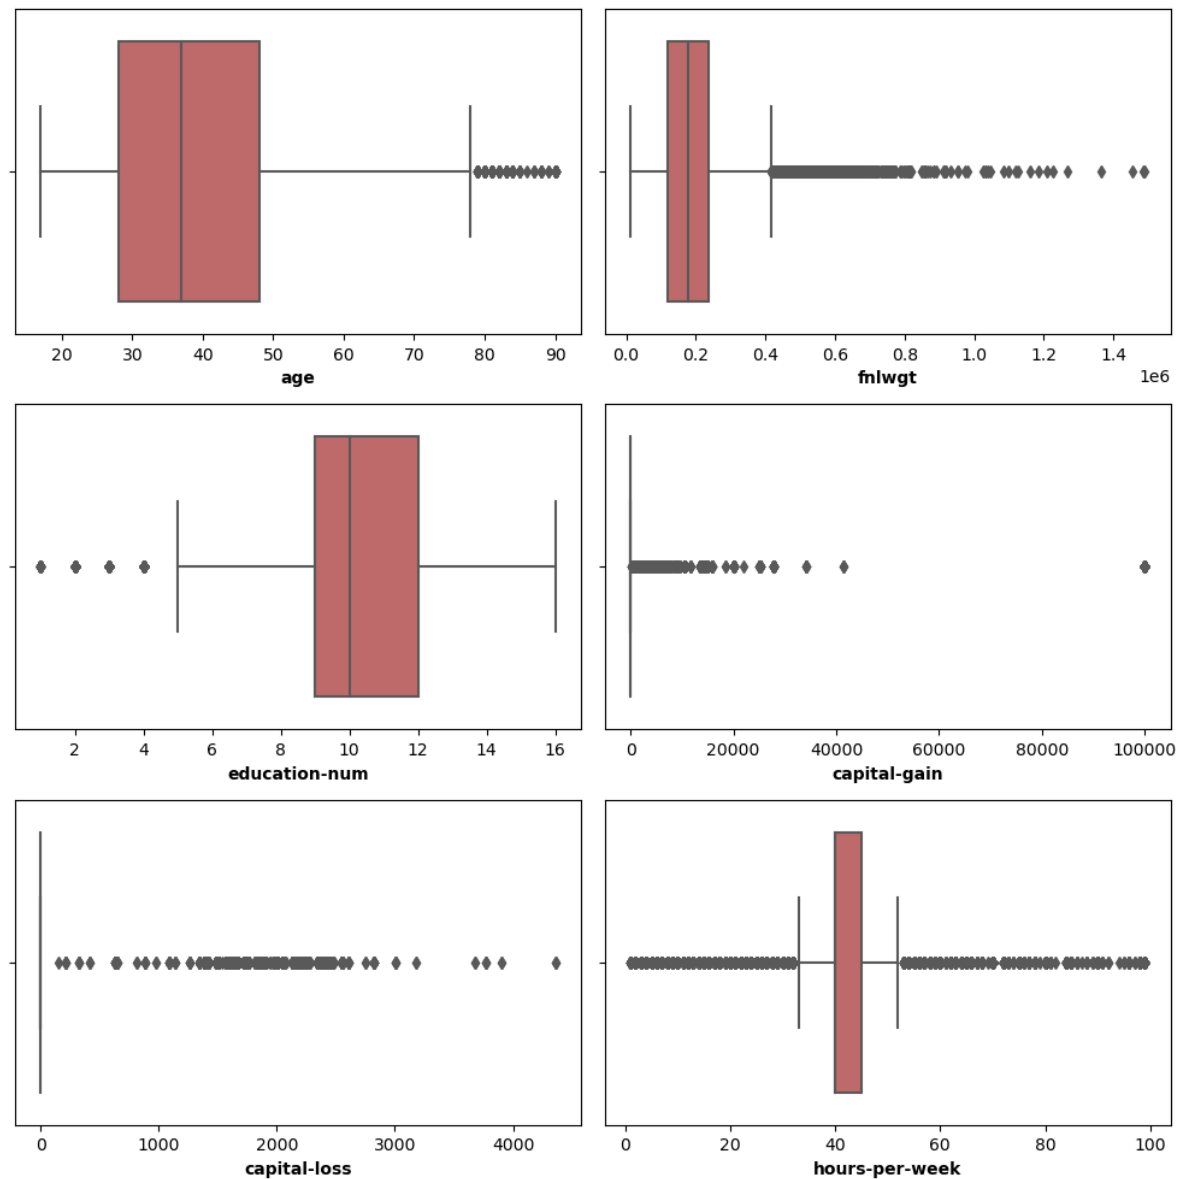 20 30 40 50 60 70 80 90
age
0.0 0.2 0.4 0.6 0.8 1.0 1.2 1.4
1e6
fnlwgt
2 4 6 8 10 12 14 16
education-num
0 20000 40000 60000 80000 100000
capital-gain
0 1000 2000 3000 4000
capital-loss
0 20 40 60 80 100
hours-per-week